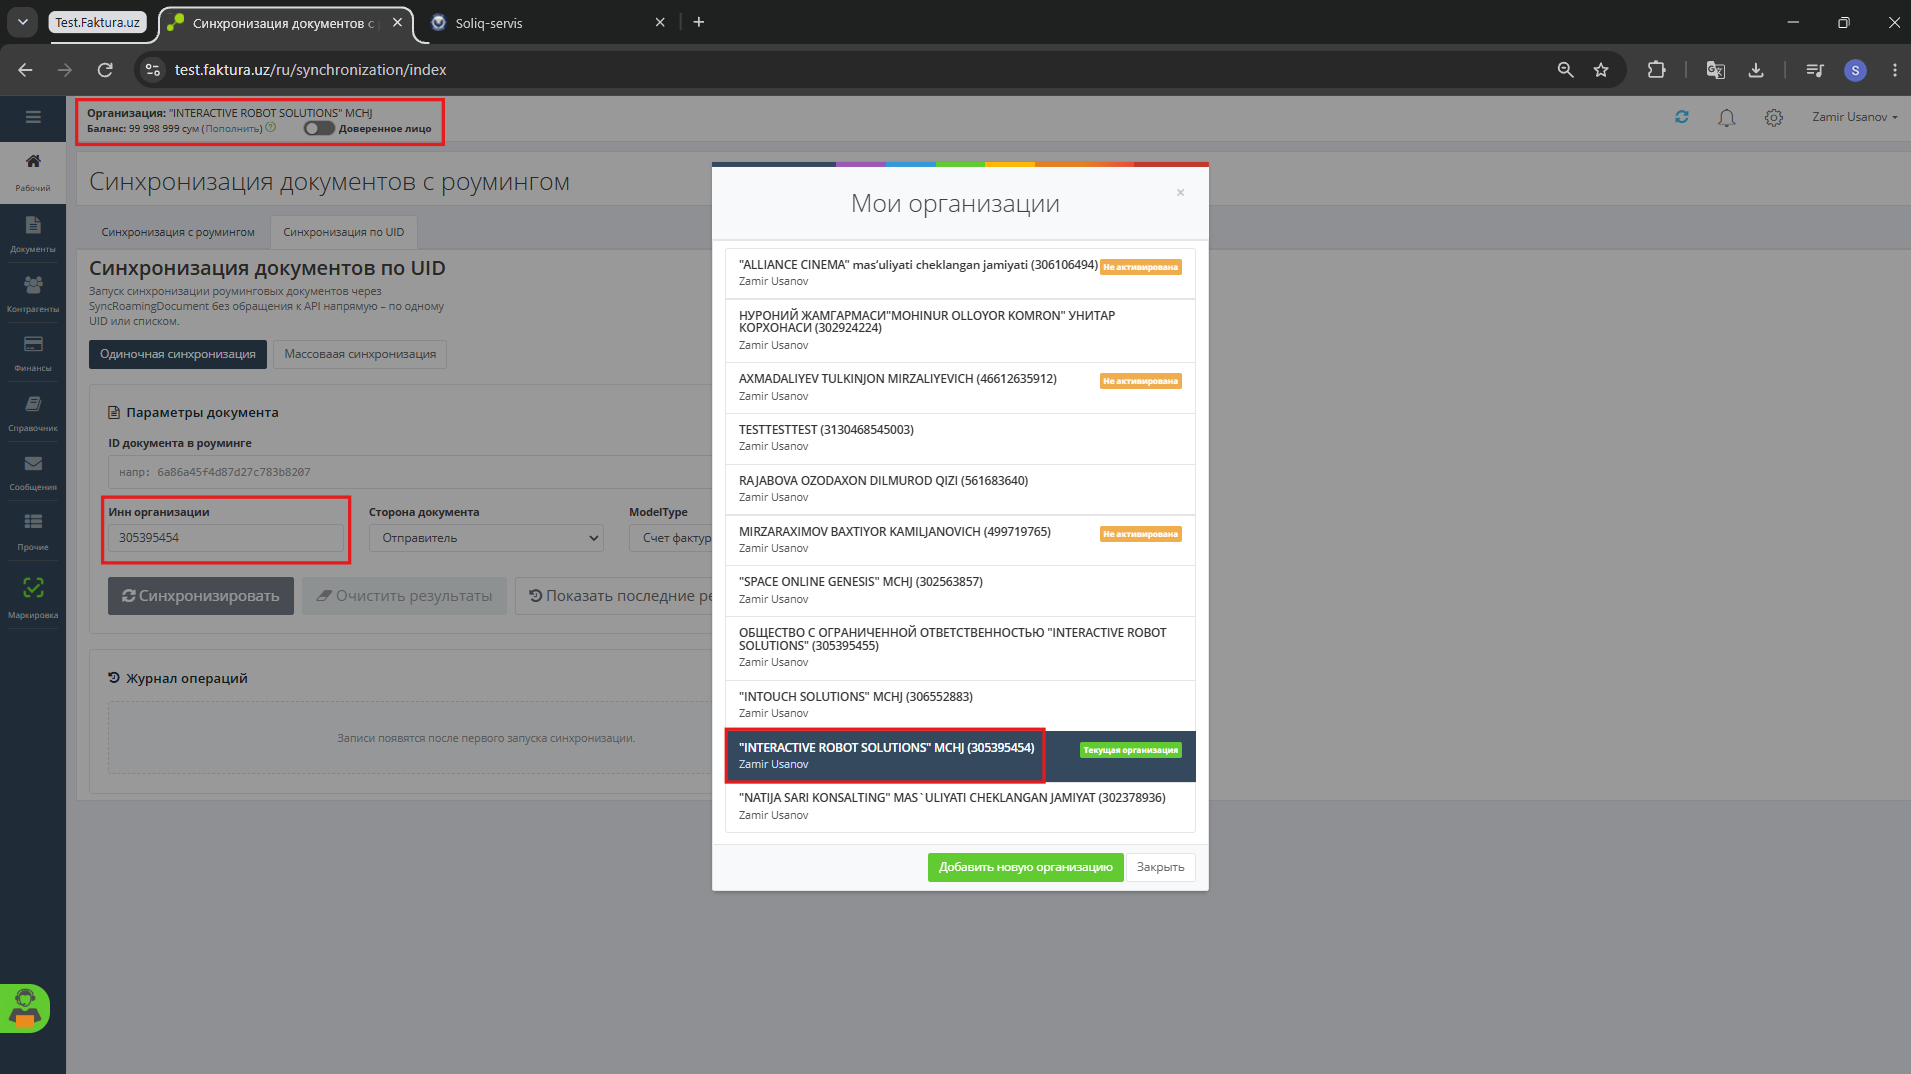 Test.Faktura.uz
Синхронизация документов с
Soliq-servis
test.faktura.uz/ru/synchronization/index
S
Организация: "INTERACTIVE ROBOT SOLUTIONS" MCHJ
Баланс: 99 998 999 сум (Пополнить)
Доверенное лицо
Zamir Usanov
Рабочий
Документы
Контрагенты
Финансы
Справочник
Сообщения
Прочие
Маркировка
Синхронизация документов с роумингом
Синхронизация с роумингом
Синхронизация по UID
Синхронизация документов по UID
Запуск синхронизации роуминговых документов через
SyncRoamingDocument без обращения к API напрямую – по одному
UID или списком.
Одиночная синхронизация
Массоваая синхронизация
Параметры документа
ID документа в роуминге
напр: 6a86a45f4d87d27c783b8207
Инн организации
305395454
Сторона документа
Отправитель
ModelType
Счет фактур
Синхронизировать
Очистить результаты
Показать последние ре
Журнал операций
Записи появятся после первого запуска синхронизации.
Мои организации
×
"ALLIANCE CINEMA" mas’uliyati cheklangan jamiyati (306106494)
Не активирована
Zamir Usanov
НУРОНИЙ ЖАМГАРМАСИ"MOHINUR OLLOYOR KOMRON" УНИТАР
КОРХОНАСИ (302924224)
Zamir Usanov
AXMADALIYEV TULKINJON MIRZALIYEVICH (46612635912)
Не активирована
Zamir Usanov
TESTTESTTEST (3130468545003)
Zamir Usanov
RAJABOVA OZODAXON DILMUROD QIZI (561683640)
Zamir Usanov
MIRZARAXIMOV BAXTIYOR KAMILJANOVICH (499719765)
Не активирована
Zamir Usanov
"SPACE ONLINE GENESIS" MCHJ (302563857)
Zamir Usanov
ОБЩЕСТВО С ОГРАНИЧЕННОЙ ОТВЕТСТВЕННОСТЬЮ "INTERACTIVE ROBOT
SOLUTIONS" (305395455)
Zamir Usanov
"INTOUCH SOLUTIONS" MCHJ (306552883)
Zamir Usanov
"INTERACTIVE ROBOT SOLUTIONS" MCHJ (305395454)
Текущая организация
Zamir Usanov
"NATIJA SARI KONSALTING" MAS`ULIYATI CHEKLANGAN JAMIYAT (302378936)
Zamir Usanov
Добавить новую организацию
Закрыть